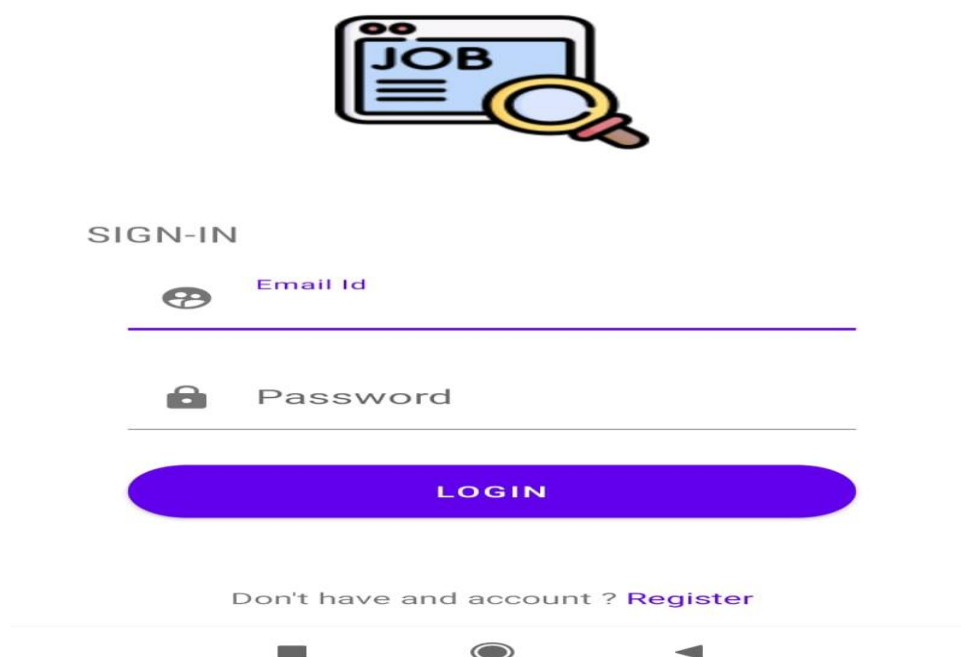 JOB
SIGN-IN
Email Id
Password
LOGIN
Don't have and account ? Register